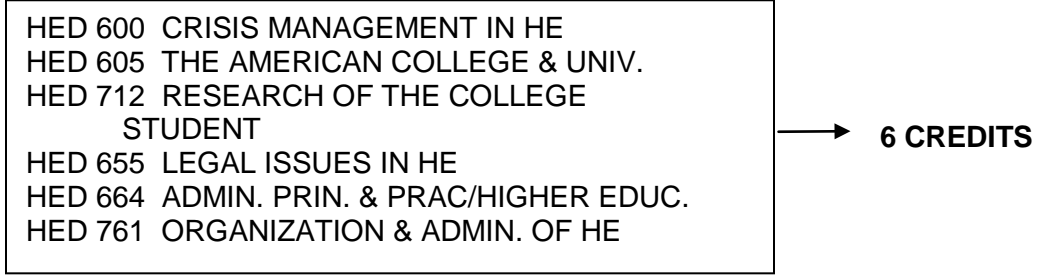 HED 600 CRISIS MANAGEMENT IN HE
HED 605 THE AMERICAN COLLEGE & UNIV.
HED 712 RESEARCH OF THE COLLEGE
STUDENT
HED 655 LEGAL ISSUES IN HE
HED 664 ADMIN. PRIN. & PRAC/HIGHER EDUC.
HED 761 ORGANIZATION & ADMIN. OF HE
6 CREDITS